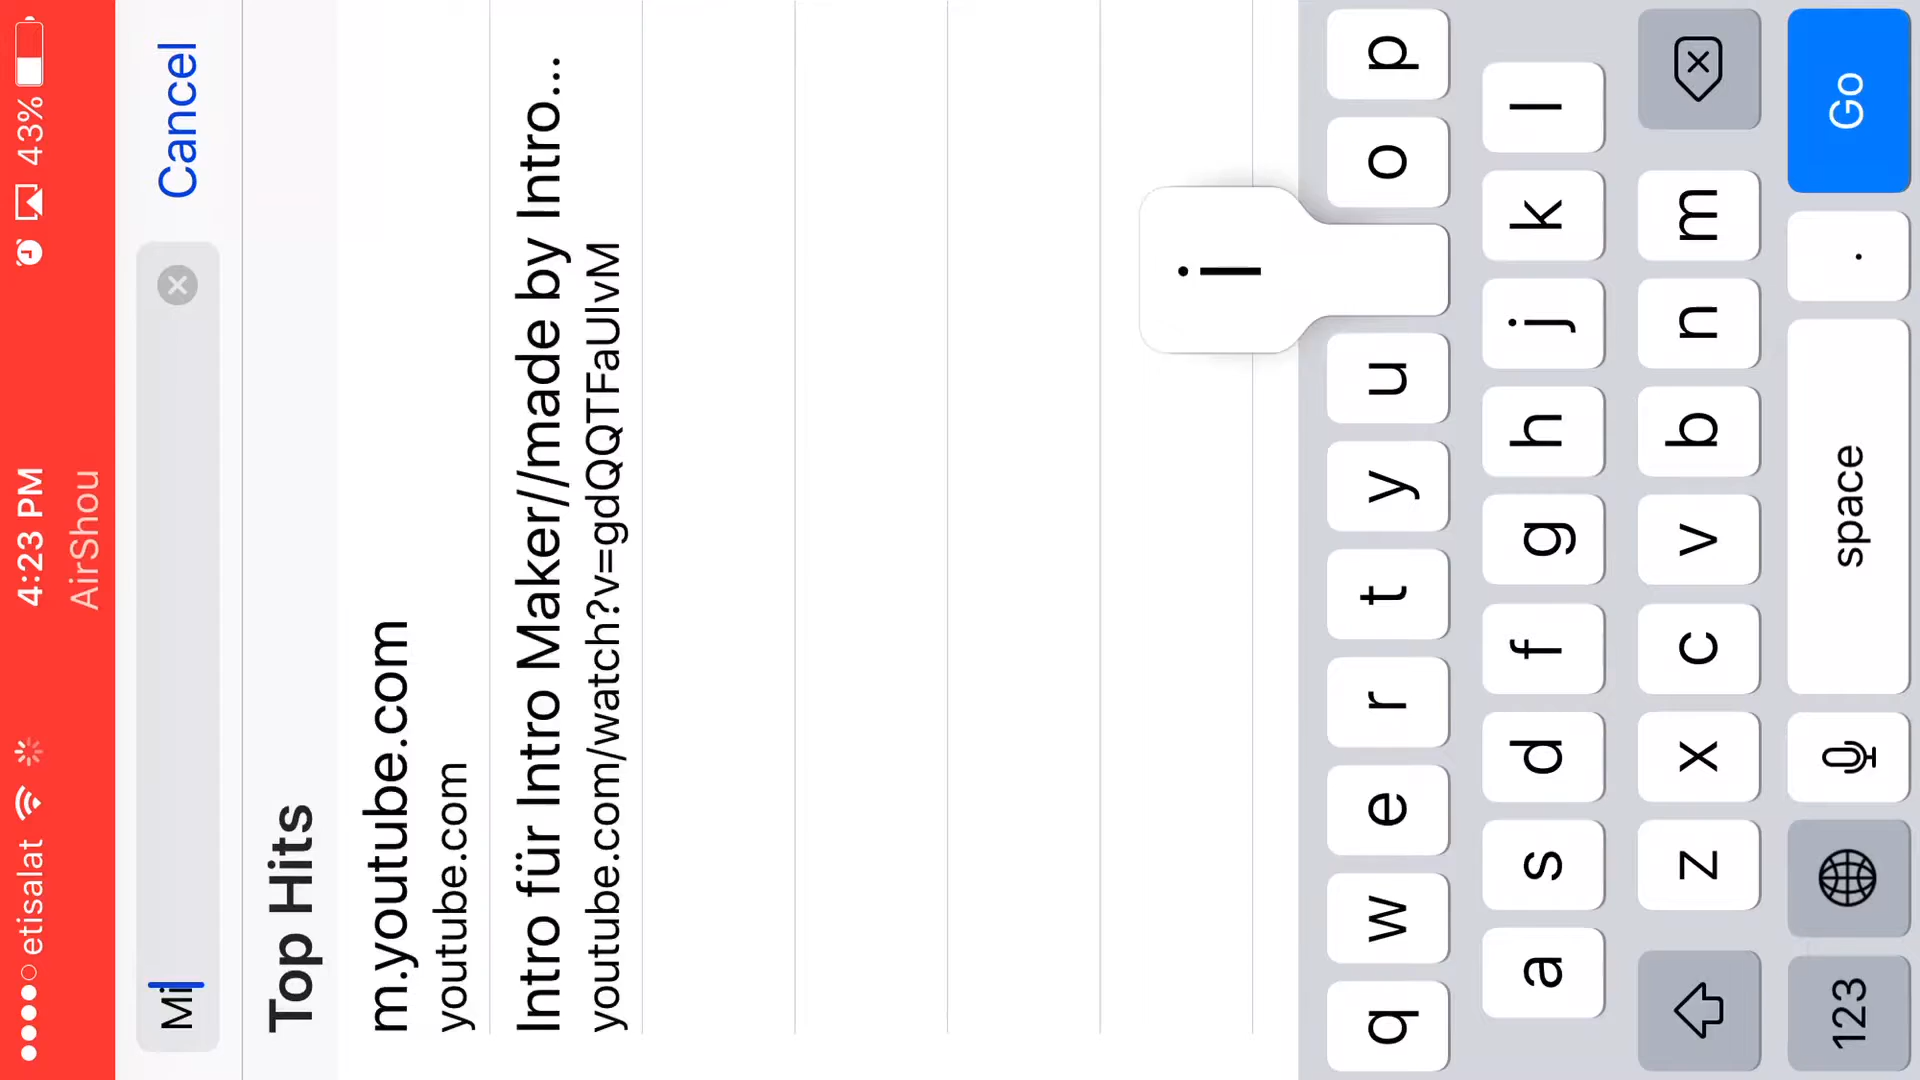 etisalat 4:23 PM 43%
AirShou
Mi Cancel
Top Hits
m.youtube.com
youtube.com
Intro für Intro Maker//made by Intro...
youtube.com/watch?v=gdQQTFaUlvM
i
q w e r t y u o p
a s d f g h j k l
z x c v b n m
123 space . Go